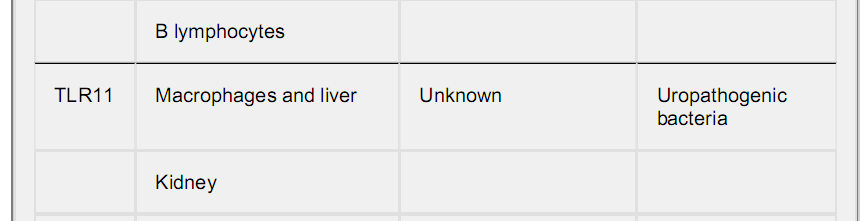 B lymphocytes
TLR11 Macrophages and liver Unknown Uropathogenic
bacteria
Kidney